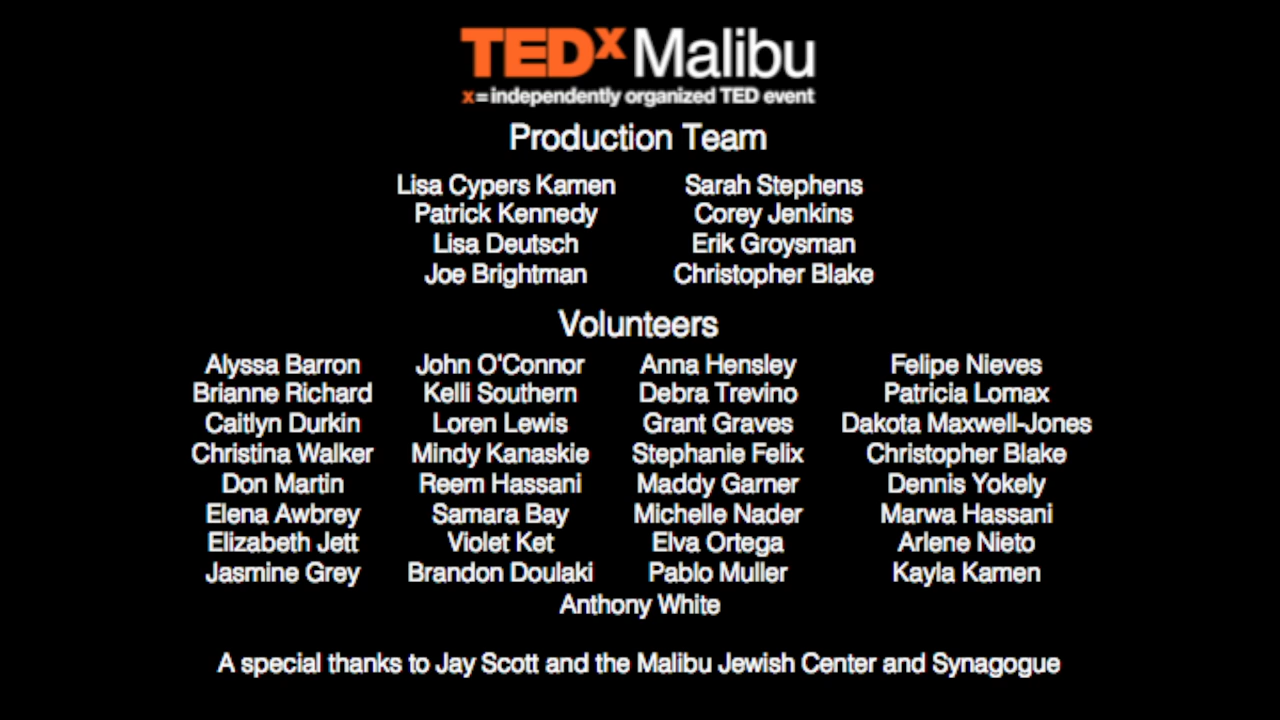 TEDx Malibu
x=independently organized TED event
Production Team
Lisa Cypers Kamen Sarah Stephens
Patrick Kennedy Corey Jenkins
Lisa Deutsch Erik Groysman
Joe Brightman Christopher Blake
Volunteers
Alyssa Barron John O'Connor Anna Hensley Felipe Nieves
Brianne Richard Kelli Southern Debra Trevino Patricia Lomax
Caitlyn Durkin Loren Lewis Grant Graves Dakota Maxwell-Jones
Christina Walker Mindy Kanaskie Stephanie Felix Christopher Blake
Don Martin Reem Hassani Maddy Garner Dennis Yokely
Elena Awbrey Samara Bay Michelle Nader Marwa Hassani
Elizabeth Jett Violet Ket Elva Ortega Arlene Nieto
Jasmine Grey Brandon Doulaki Pablo Muller Kayla Kamen
Anthony White
A special thanks to Jay Scott and the Malibu Jewish Center and Synagogue